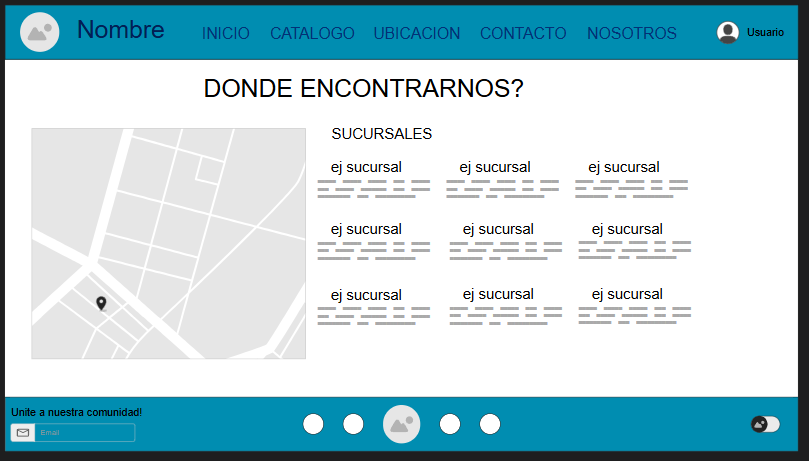 Nombre
INICIO CATALOGO UBICACION CONTACTO NOSOTROS
Usuario
DONDE ENCONTRARNOS?
SUCURSALES
ej sucursal ej sucursal ej sucursal
ej sucursal ej sucursal ej sucursal
ej sucursal ej sucursal ej sucursal
Unite a nuestra comunidad!
Email